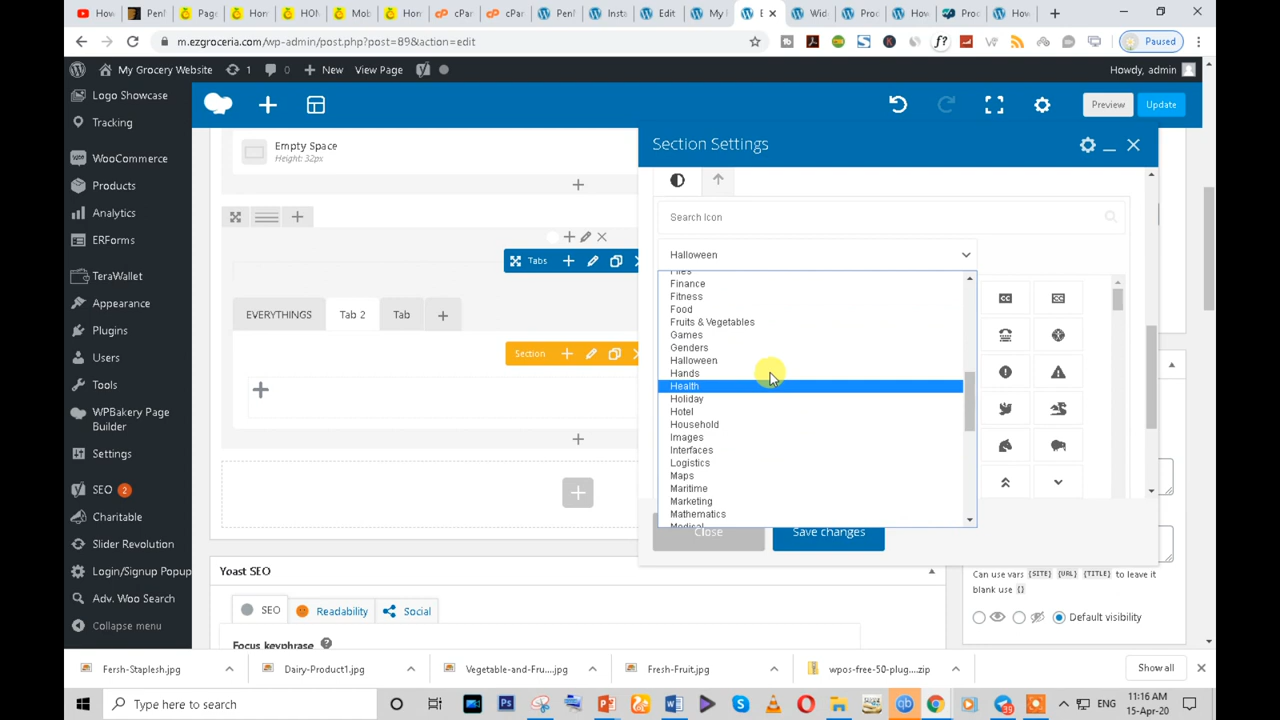 How
Penf
Page
Hor
HON
Mob
Hor
cPar
cPar
Penf
Insta
Edit
My
E
Wid
Proc
How
Proc
How
m.ezgroceria.com/wp-admin/post.php?post=89&action=edit
Paused
My Grocery Website
1
0
New
View Page
Howdy, admin
Logo Showcase
Tracking
WooCommerce
Products
Analytics
ERForms
TeraWallet
Appearance
Plugins
Users
Tools
WPBakery Page
Builder
Settings
SEO 2
Charitable
Slider Revolution
Login/Signup Popup
Adv. Woo Search
Collapse menu
Preview
Update
Empty Space
Height: 32px
Tabs
EVERYTHINGS
Tab 2
Tab
Section
Section Settings
Search Icon
Halloween
Files
Finance
Fitness
Food
Fruits & Vegetables
Games
Genders
Halloween
Hands
Health
Holiday
Hotel
Household
Images
Interfaces
Logistics
Maps
Maritime
Marketing
Mathematics
Medical
Close
Save changes
Yoast SEO
SEO
Readability
Social
Focus keyphrase
Can use vars {SITE} {URL} {TITLE} to leave it
blank use {}
Default visibility
Fersh-Staplesh.jpg
Dairy-Product1.jpg
Vegetable-and-Fru....jpg
Fresh-Fruit.jpg
wpos-free-50-plug....zip
Show all
Type here to search
ENG
11:16 AM
15-Apr-20